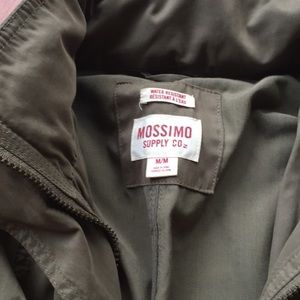 WATER RESISTANT
RÉSISTANT À L'EAU
MOSSIMO
SUPPLY CO.
M/M